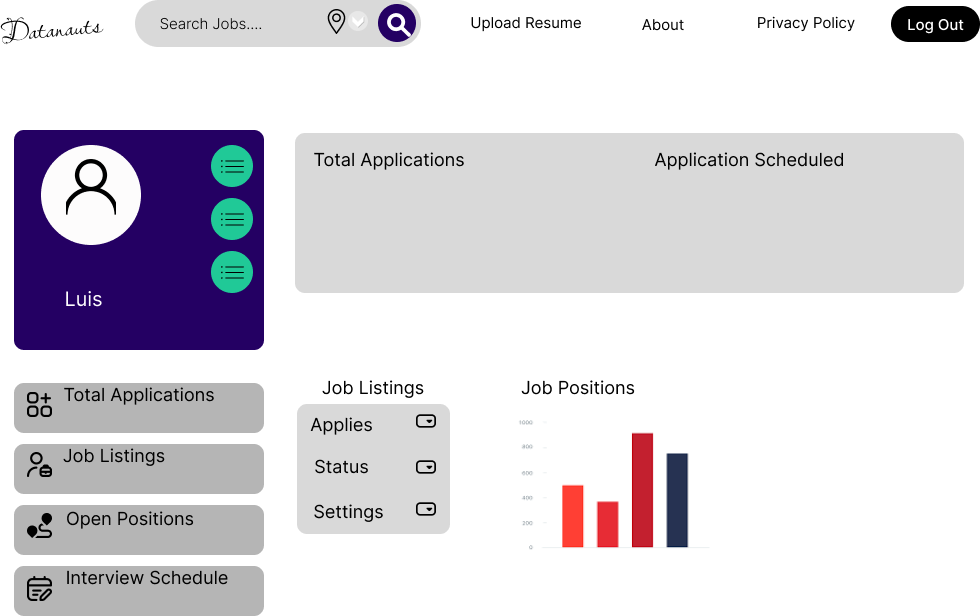 Datanauts
Search Jobs....
Upload Resume
About
Privacy Policy
Log Out
Luis
Total Applications
Application Scheduled
Total Applications
Job Listings
Open Positions
Interview Schedule
Job Listings
Applies
Status
Settings
Job Positions
1000
800
600
400
200
0